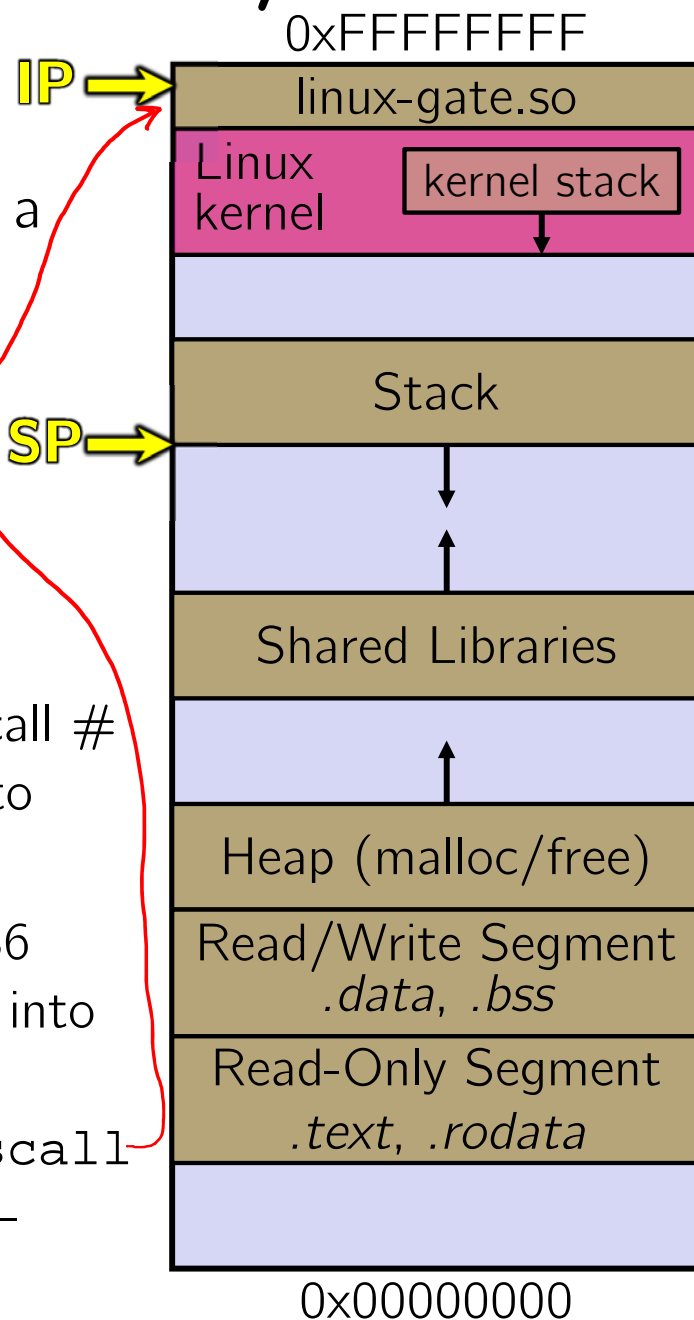 0xFFFFFFFF
IP
linux-gate.so
Linux
kernel
kernel stack
a
Stack
SP
Shared Libraries
call #
to
Heap (malloc/free)
Read/Write Segment
.data, .bss
into
Read-Only Segment
.text, .rodata
scall
0x00000000